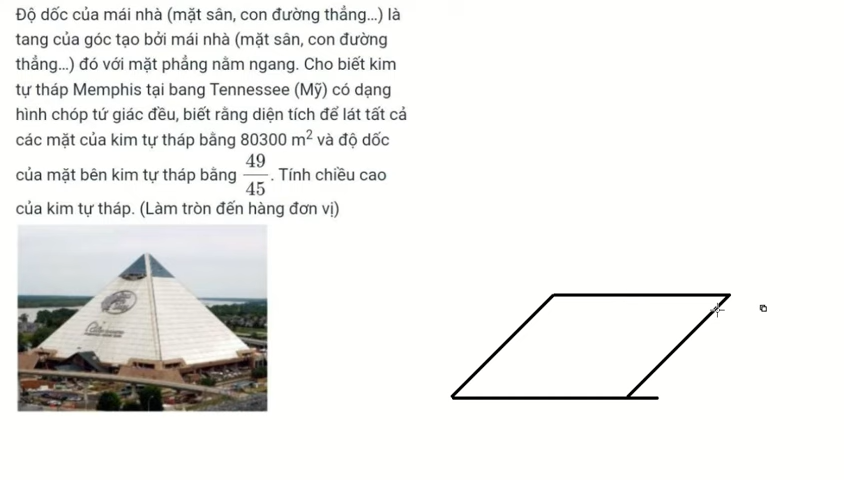 Độ dốc của mái nhà (mặt sân, con đường thẳng...) là
tang của góc tạo bởi mái nhà (mặt sân, con đường
thẳng...) đó với mặt phẳng nằm ngang. Cho biết kim
tự tháp Memphis tại bang Tennessee (Mỹ) có dạng
hình chóp tứ giác đều, biết rằng diện tích để lát tất cả
các mặt của kim tự tháp bằng 80300 m² và độ dốc
của mặt bên kim tự tháp bằng 49/45. Tính chiều cao
của kim tự tháp. (Làm tròn đến hàng đơn vị)